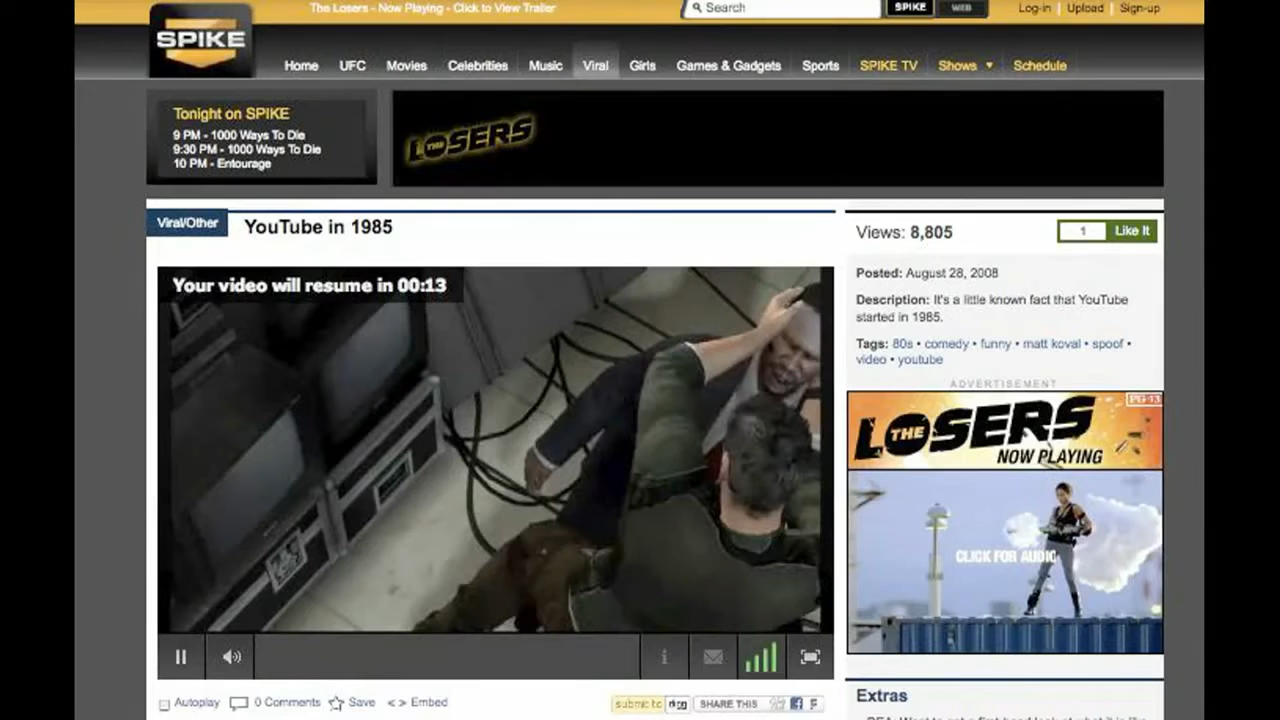 The Losers - Now Playing - Click to View Trailer
Search
SPIKE
WEB
Log-in | Upload | Sign-up
SPIKE
Home
UFC
Movies
Celebrities
Music
Viral
Girls
Games & Gadgets
Sports
SPIKE TV
Shows
Schedule
Tonight on SPIKE
9 PM - 1000 Ways To Die
9:30 PM - 1000 Ways To Die
10 PM - Entourage
THE LOSERS
Viral/Other
YouTube in 1985
Views: 8,805
1
Like It
Your video will resume in 00:13
Posted: August 28, 2008
Description: It's a little known fact that YouTube
started in 1985.
Tags: 80s • comedy • funny • matt koval • spoof •
video • youtube
ADVERTISEMENT
PG-13
THE LOSERS
NOW PLAYING
CLICK FOR AUDIO
Autoplay
0 Comments
Save
< > Embed
submit to digg
SHARE THIS
Extras